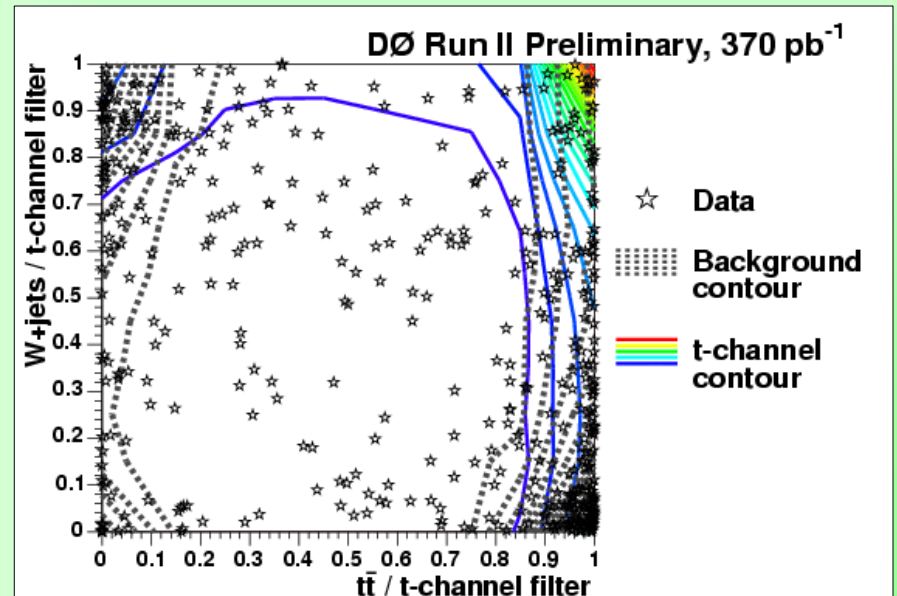 DØ Run II Preliminary, 370 pb-1
W+jets / t-channel filter
1
0.9
0.8
0.7
0.6
0.5
0.4
0.3
0.2
0.1
0
0 0.1 0.2 0.3 0.4 0.5 0.6 0.7 0.8 0.9 1
tt̄ / t-channel filter
Data
Background
contour
t-channel
contour